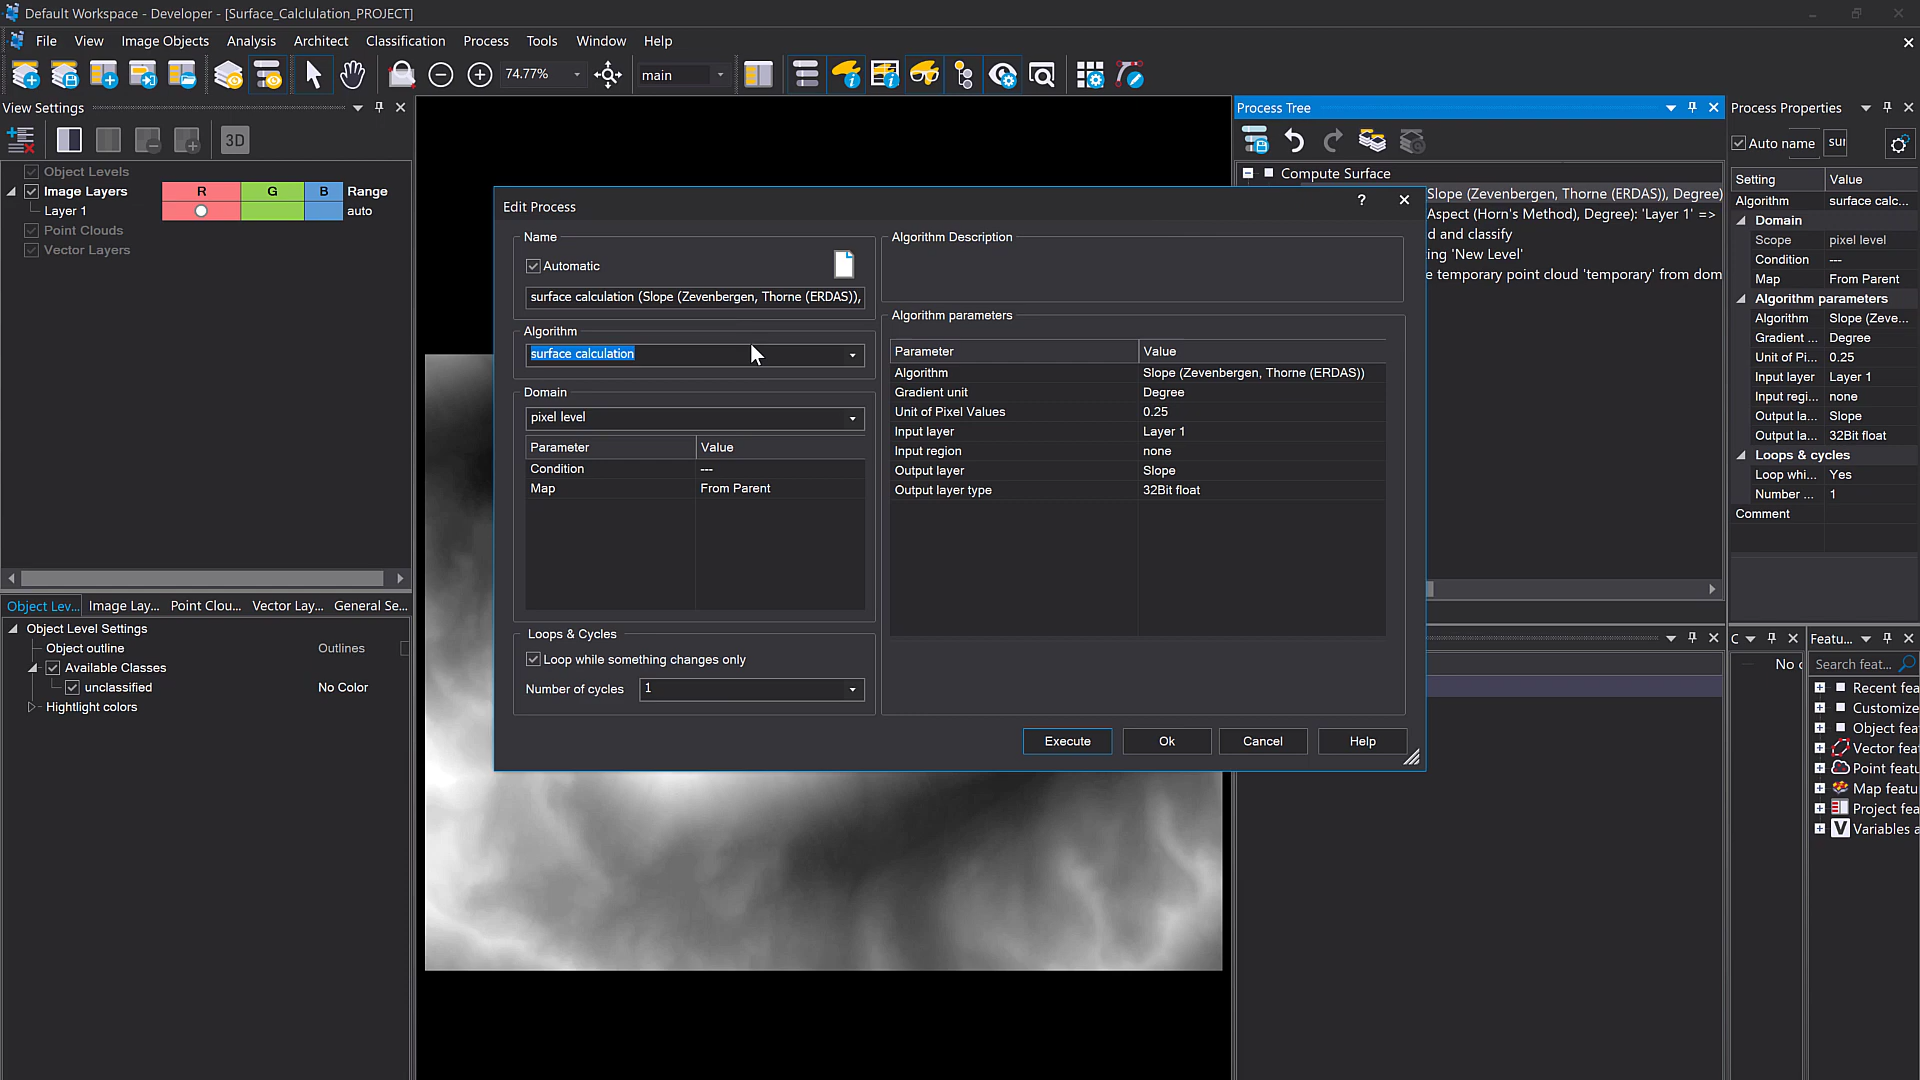 Default Workspace - Developer - [Surface_Calclulation_PROJECT]
File View Image Objects Analysis Architect Classification Process Tools Window Help
74.77% main
View Settings
3D
Object Levels
Image Layers R G B Range
Layer 1 auto
Point Clouds
Vector Layers
Object Lev... Image Lay... Point Clou... Vector Lay... General Se...
Object Level Settings
Object outline Outlines
Available Classes
unclassified No Color
Hightlight colors
Edit Process
?
Name
Automatic
surface calculation (Slope (Zevenbergen, Thorne (ERDAS)),
Algorithm
surface calculation
Domain
pixel level
Parameter Value
Condition ---
Map From Parent
Loops & Cycles
Loop while something changes only
Number of cycles 1
Algorithm Description
Algorithm parameters
Parameter Value
Algorithm Slope (Zevenbergen, Thorne (ERDAS))
Gradient unit Degree
Unit of Pixel Values 0.25
Input layer Layer 1
Input region none
Output layer Slope
Output layer type 32Bit float
Execute Ok Cancel Help
Process Tree
Compute Surface
Slope (Zevenbergen, Thorne (ERDAS)), Degree)
Aspect (Horn's Method), Degree): 'Layer 1' =>
d and classify
ing 'New Level'
e temporary point cloud 'temporary' from dom
Process Properties
Auto name sur
Setting Value
Algorithm surface calc...
Domain
Scope pixel level
Condition ---
Map From Parent
Algorithm parameters
Algorithm Slope (Zeve...
Gradient ... Degree
Unit of Pi... 0.25
Input layer Layer 1
Input regi... none
Output la... Slope
Output la... 32Bit float
Loops & cycles
Loop whi... Yes
Number ... 1
Comment
C
No
Featu...
Search feat...
Recent fea
Customize
Object fea
Vector fea
Point featu
Map featu
Project fea
V Variables a